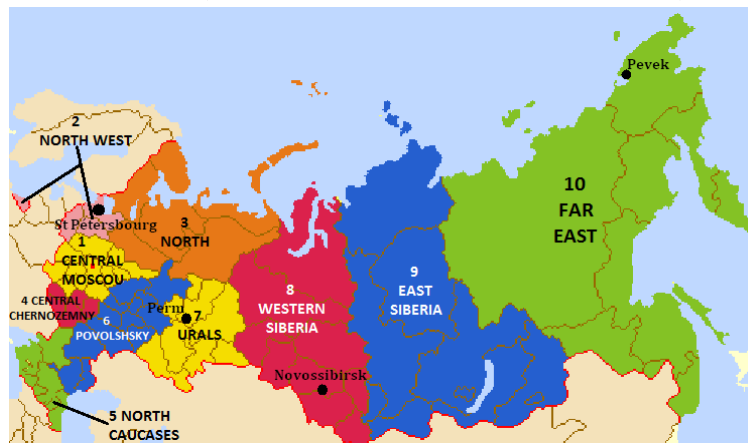 2
NORTH WEST
St Petersbourg
3
NORTH
1
CENTRAL
MOSCOU
4 CENTRAL
CHERNOZEMNY
6
POVOLSHSKY
Perm
7
URALS
5 NORTH
CAUCASES
8
WESTERN
SIBERIA
Novossibirsk
9
EAST
SIBERIA
10
FAR
EAST
Pevek